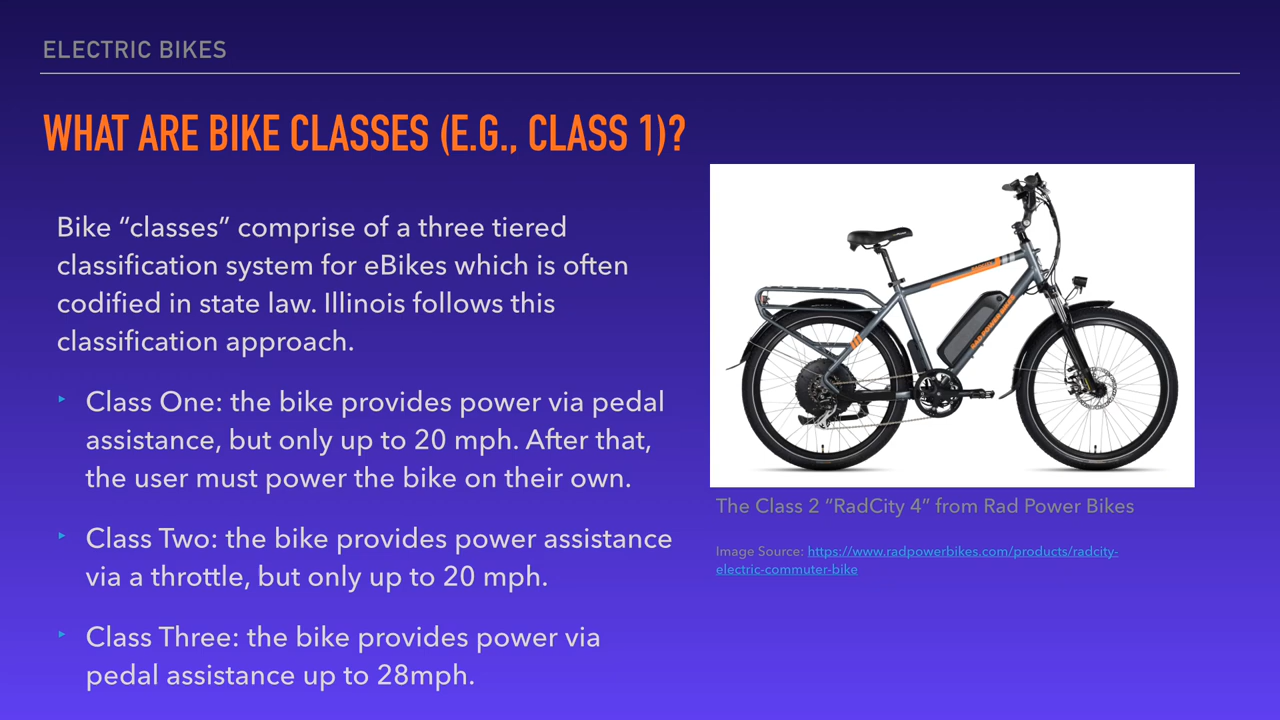 ELECTRIC BIKES
WHAT ARE BIKE CLASSES (E.G., CLASS 1)?
Bike “classes” comprise of a three tiered
classification system for eBikes which is often
codified in state law. Illinois follows this
classification approach.
‣ Class One: the bike provides power via pedal
assistance, but only up to 20 mph. After that,
the user must power the bike on their own.
‣ Class Two: the bike provides power assistance
via a throttle, but only up to 20 mph.
‣ Class Three: the bike provides power via
pedal assistance up to 28mph.
RADCITY
RAD POWER BIKES
The Class 2 “RadCity 4” from Rad Power Bikes
Image Source: https://www.radpowerbikes.com/products/radcity-
electric-commuter-bike